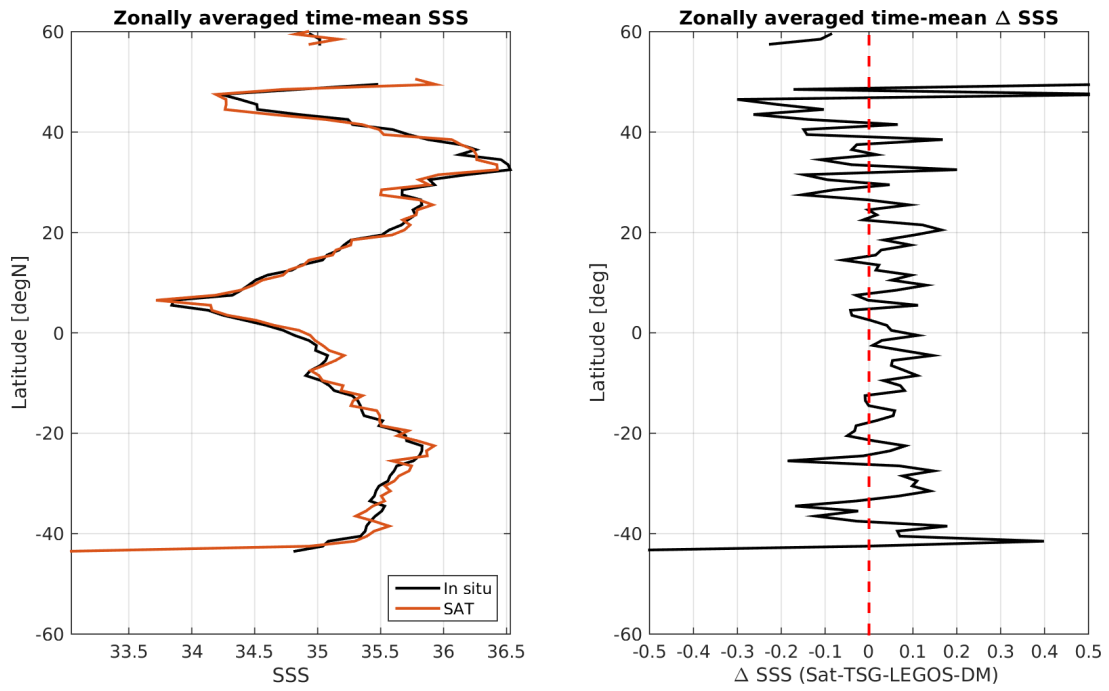 Zonally averaged time-mean SSS
60
40
20
0
-20
-40
-60
Latitude [degN]
33.5 34 34.5 35 35.5 36 36.5
SSS
In situ
SAT
Zonally averaged time-mean Δ SSS
60
40
20
0
-20
-40
-60
Latitude [deg]
-0.5 -0.4 -0.3 -0.2 -0.1 0 0.1 0.2 0.3 0.4 0.5
Δ SSS (Sat-TSG-LEGOS-DM)